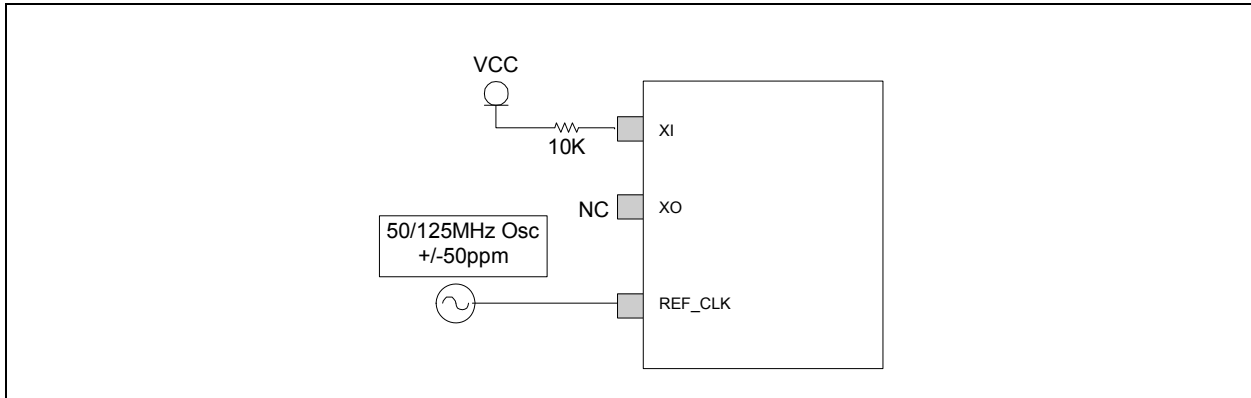 VCC
10K
XI
NC
XO
50/125MHz Osc
+/-50ppm
REF_CLK